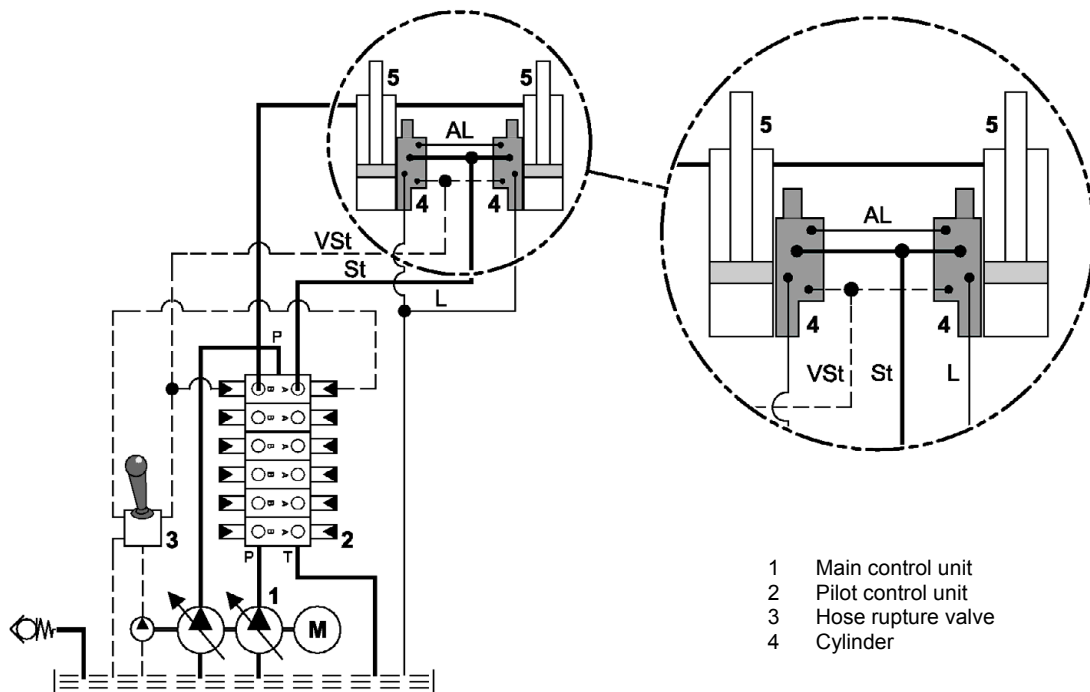 5
5
AL
4
4
VSt
St
L
P
B A
B A
B A
B A
B A
B A
3
2
P T
1
M
5
5
AL
4
4
VSt
St
L
1 Main control unit
2 Pilot control unit
3 Hose rupture valve
4 Cylinder